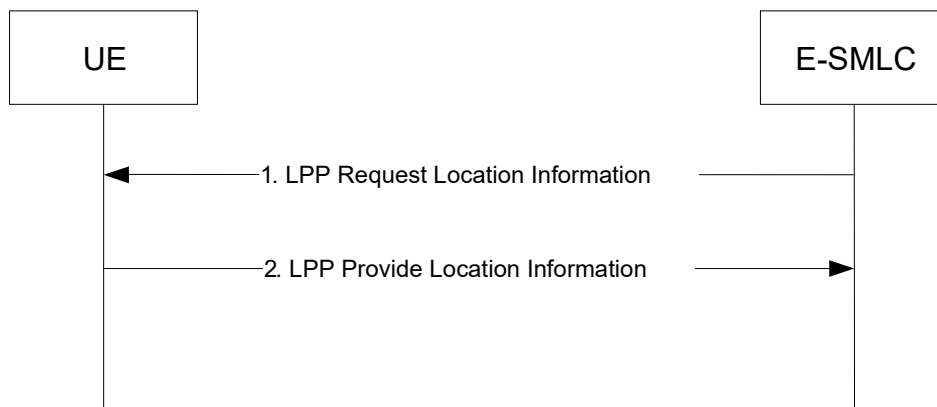 UE
E-SMLC
1. LPP Request Location Information
2. LPP Provide Location Information